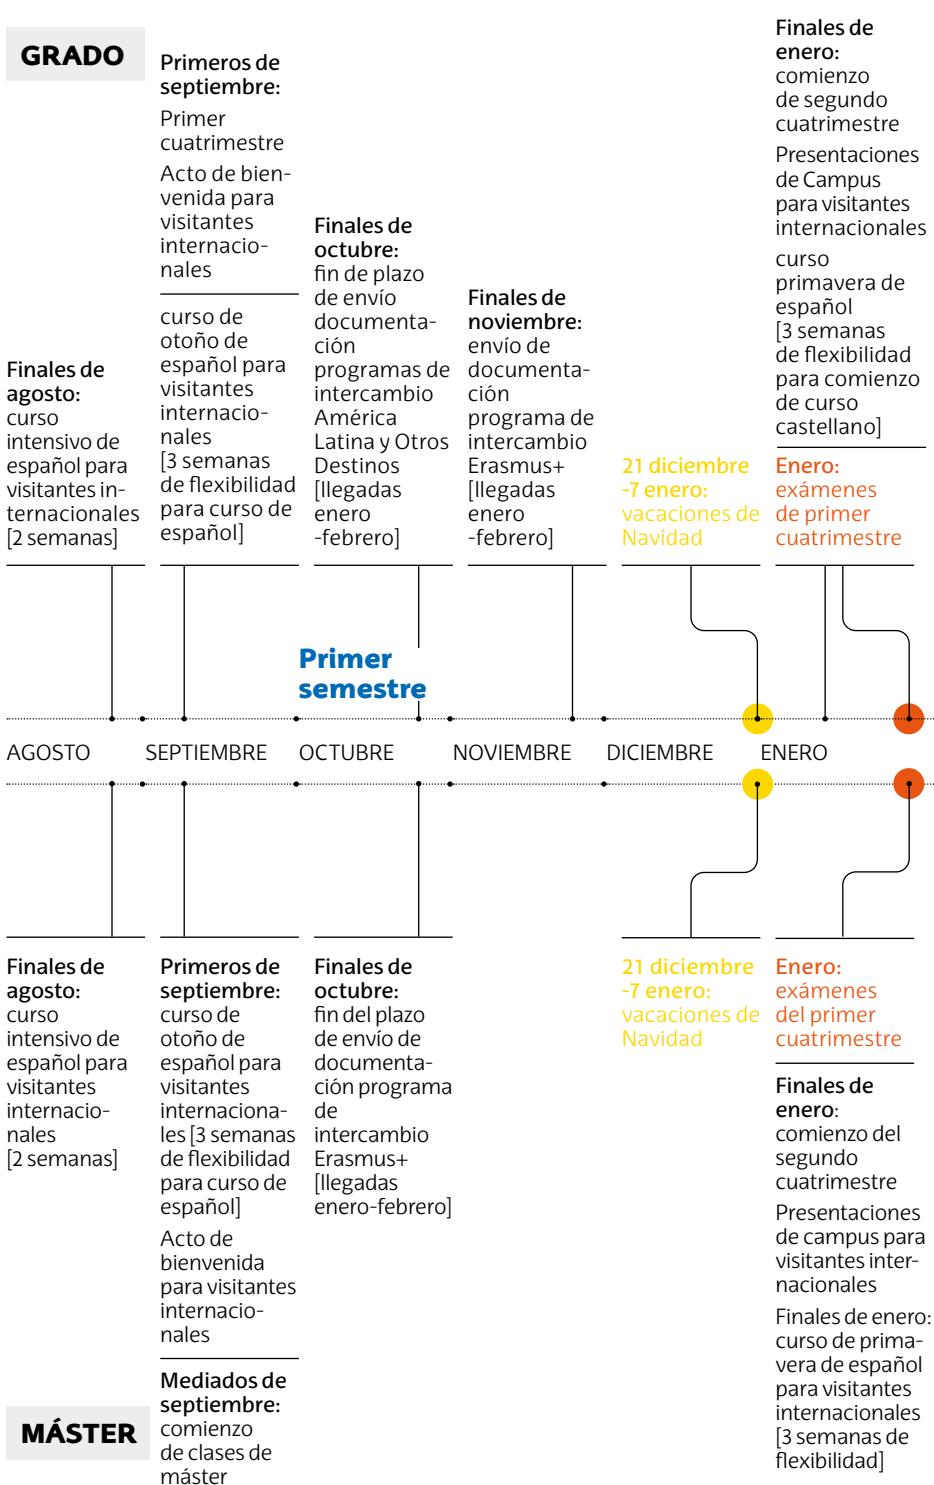 GRADO
Primeros de
septiembre:
Primer
cuatrimestre
Acto de bien-
venida para
visitantes
internacio-
nales
curso de
otoño de
español para
visitantes
internacio-
nales
[3 semanas
de flexibilidad
para curso de
español]
Finales de
agosto:
curso
intensivo de
español para
visitantes in-
ternacionales
[2 semanas]
Finales de
octubre:
fin de plazo
de envío
documenta-
ción
programas de
intercambio
América
Latina y Otros
Destinos
[llegadas
enero
-febrero]
Finales de
noviembre:
envío de
documenta-
ción
programa de
intercambio
Erasmus+
[llegadas
enero
-febrero]
21 diciembre
-7 enero:
vacaciones de
Navidad
Finales de
enero:
comienzo
de segundo
cuatrimestre
Presentaciones
de Campus
para visitantes
internacionales
curso
primavera de
español
[3 semanas
de flexibilidad
para comienzo
de curso
castellano]
Enero:
exámenes
de primer
cuatrimestre
Primer
semestre
AGOSTO SEPTIEMBRE OCTUBRE NOVIEMBRE DICIEMBRE ENERO
Finales de
agosto:
curso
intensivo de
español para
visitantes
internacio-
nales
[2 semanas]
Primeros de
septiembre:
curso de
otoño de
español para
visitantes
internaciona-
les [3 semanas
de flexibilidad
para curso de
español]
Acto de
bienvenida
para visitantes
internacio-
nales
Mediados de
septiembre:
comienzo
de clases de
máster
Finales de
octubre:
fin del plazo
de envío de
documenta-
ción programa
de
intercambio
Erasmus+
[llegadas
enero-febrero]
21 diciembre
-7 enero:
vacaciones de
Navidad
Enero:
exámenes
del primer
cuatrimestre
Finales de
enero:
comienzo del
segundo
cuatrimestre
Presentaciones
de campus para
visitantes inter-
nacionales
Finales de enero:
curso de prima-
vera de español
para visitantes
internacionales
[3 semanas de
flexibilidad]
MÁSTER